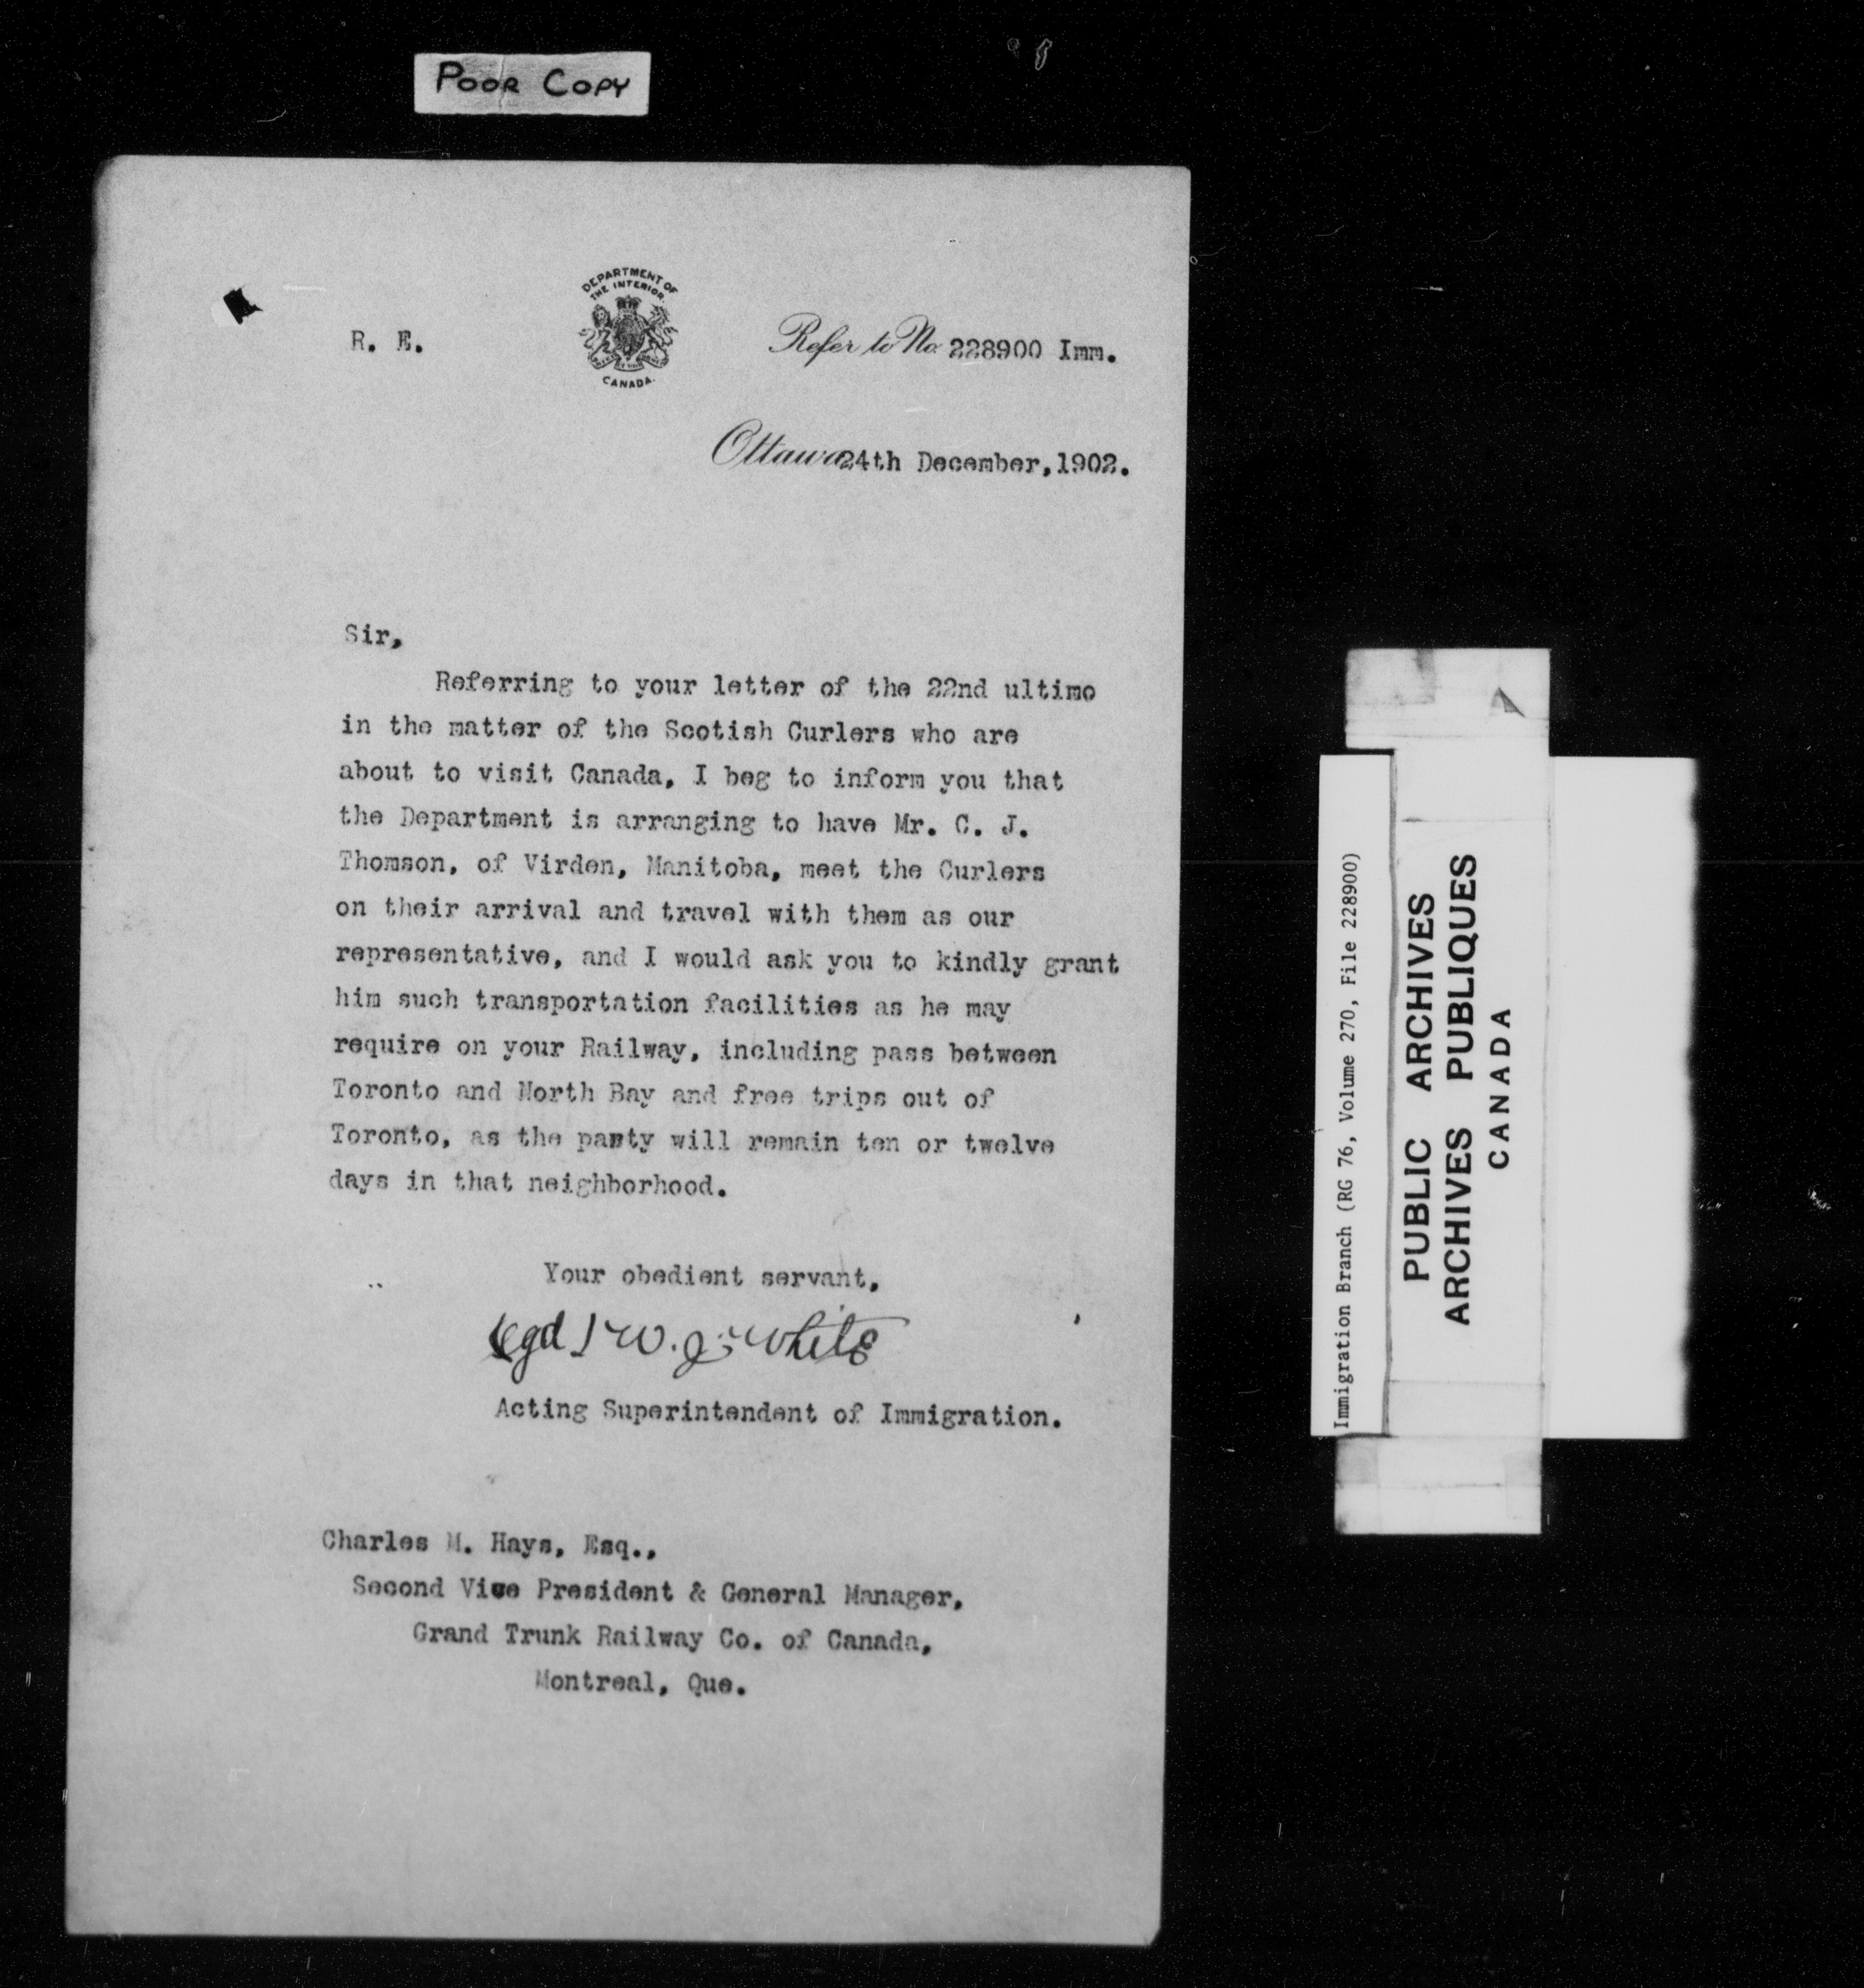 POOR COPY
DEPARTMENT OF
THE INTERIOR.
CANADA.
R. E.
Refer to No. 228900 Imm.
Ottawa 24th December, 1902.
Sir,
Referring to your letter of the 22nd ultimo
in the matter of the Scotish Curlers who are
about to visit Canada, I beg to inform you that
the Department is arranging to have Mr. C. J.
Thomson, of Virden, Manitoba, meet the Curlers
on their arrival and travel with them as our
representative, and I would ask you to kindly grant
him such transportation facilities as he may
require on your Railway, including pass between
Toronto and North Bay and free trips out of
Toronto, as the party will remain ten or twelve
days in that neighborhood.
Your obedient servant,
Sgd W. J. White
Acting Superintendent of Immigration.
Charles M. Hays, Esq.,
Second Vice President & General Manager,
Grand Trunk Railway Co. of Canada,
Montreal, Que.
Immigration Branch (RG 76, Volume 270, File 228900)
PUBLIC ARCHIVES
ARCHIVES PUBLIQUES
CANADA